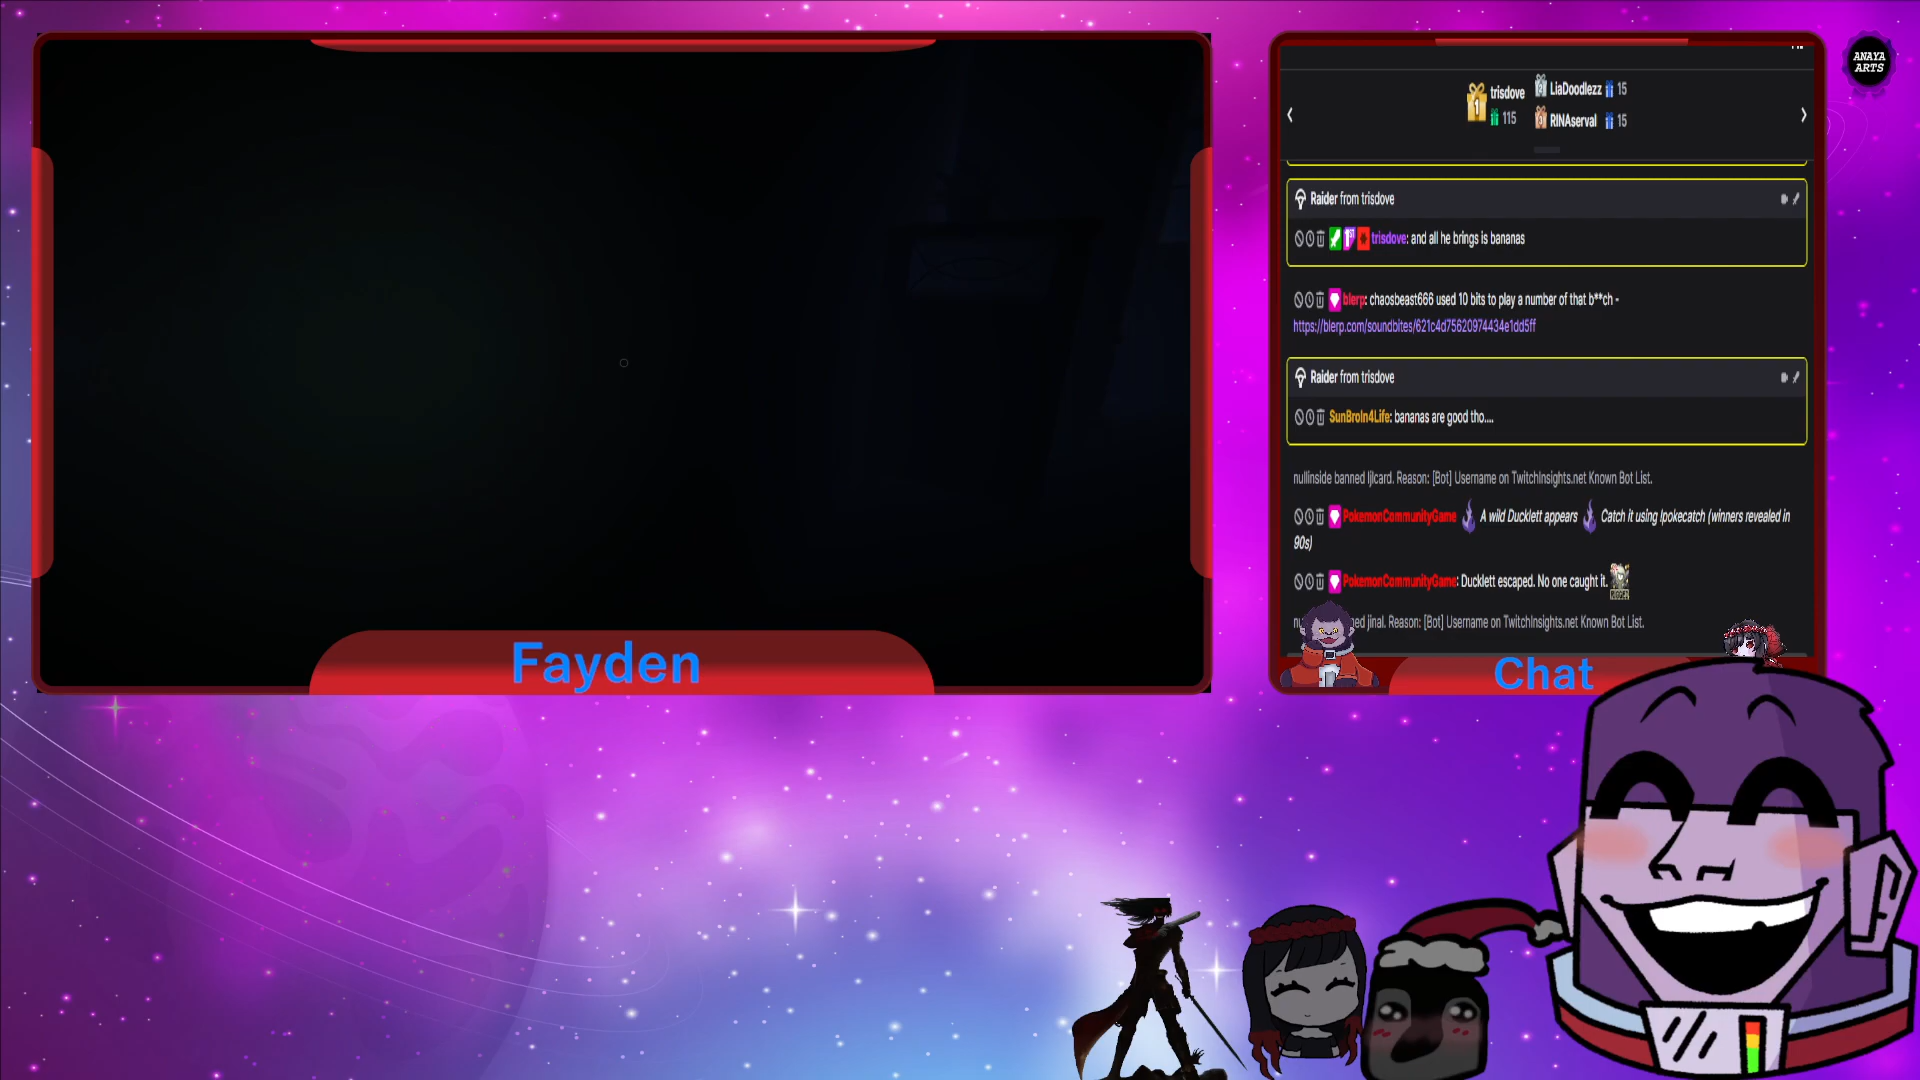 ANAYA
ARTS
trisdove
115
LiaDoodlezz 15
RINAserval 15
Raider from trisdove
trisdove: and all he brings is bananas
blerp: chaosbeast666 used 10 bits to play a number of that b**ch -
https://blerp.com/soundbites/621c4d75620974434e1dd5ff
Raider from trisdove
SunBroIn4Life: bananas are good tho....
nullinside banned ljlcard. Reason: [Bot] Username on TwitchInsights.net Known Bot List.
PokemonCommunityGame A wild Ducklett appears Catch it using !pokecatch (winners revealed in
90s)
PokemonCommunityGame: Ducklett escaped. No one caught it.
jinal. Reason: [Bot] Username on TwitchInsights.net Known Bot List.
Fayden
Chat